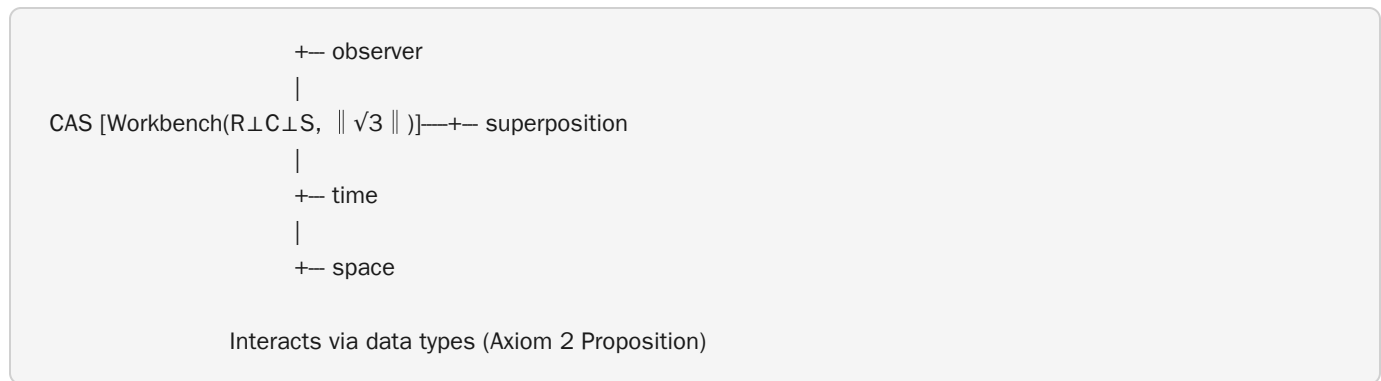 +— observer
|
CAS [Workbench(R⊥C⊥S, ‖√3‖)]—–+— superposition
|
+— time
|
+— space
Interacts via data types (Axiom 2 Proposition)